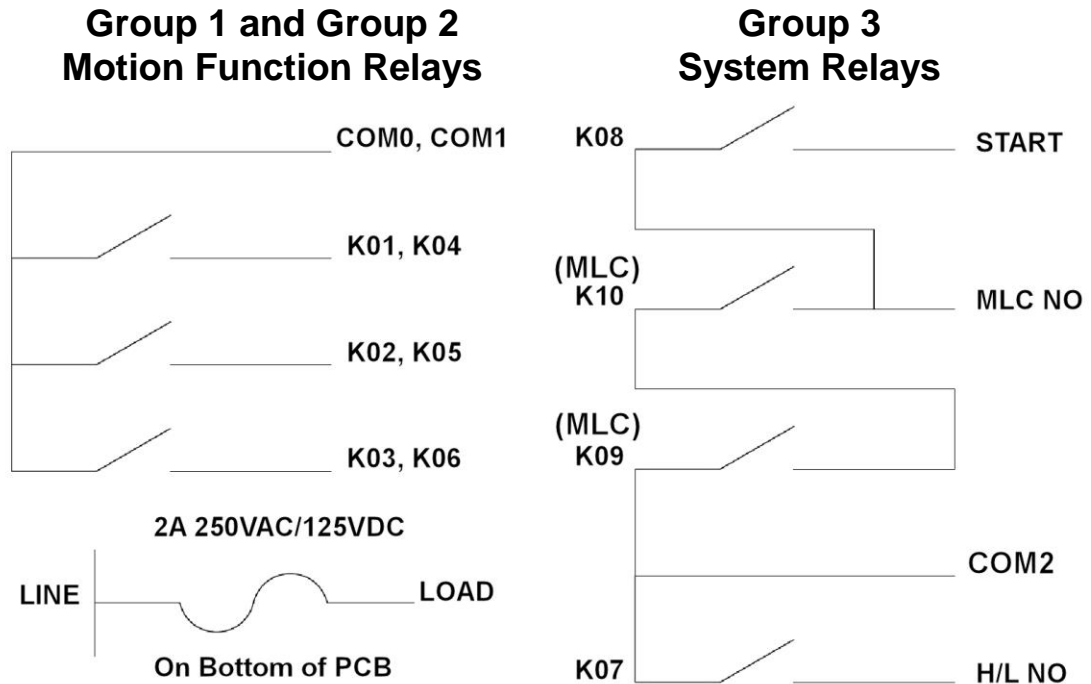 Group 1 and Group 2
Motion Function Relays
COM0, COM1
K01, K04
K02, K05
K03, K06
2A 250VAC/125VDC
LINE
LOAD
On Bottom of PCB
Group 3
System Relays
K08
START
(MLC)
K10
MLC NO
(MLC)
K09
COM2
K07
H/L NO